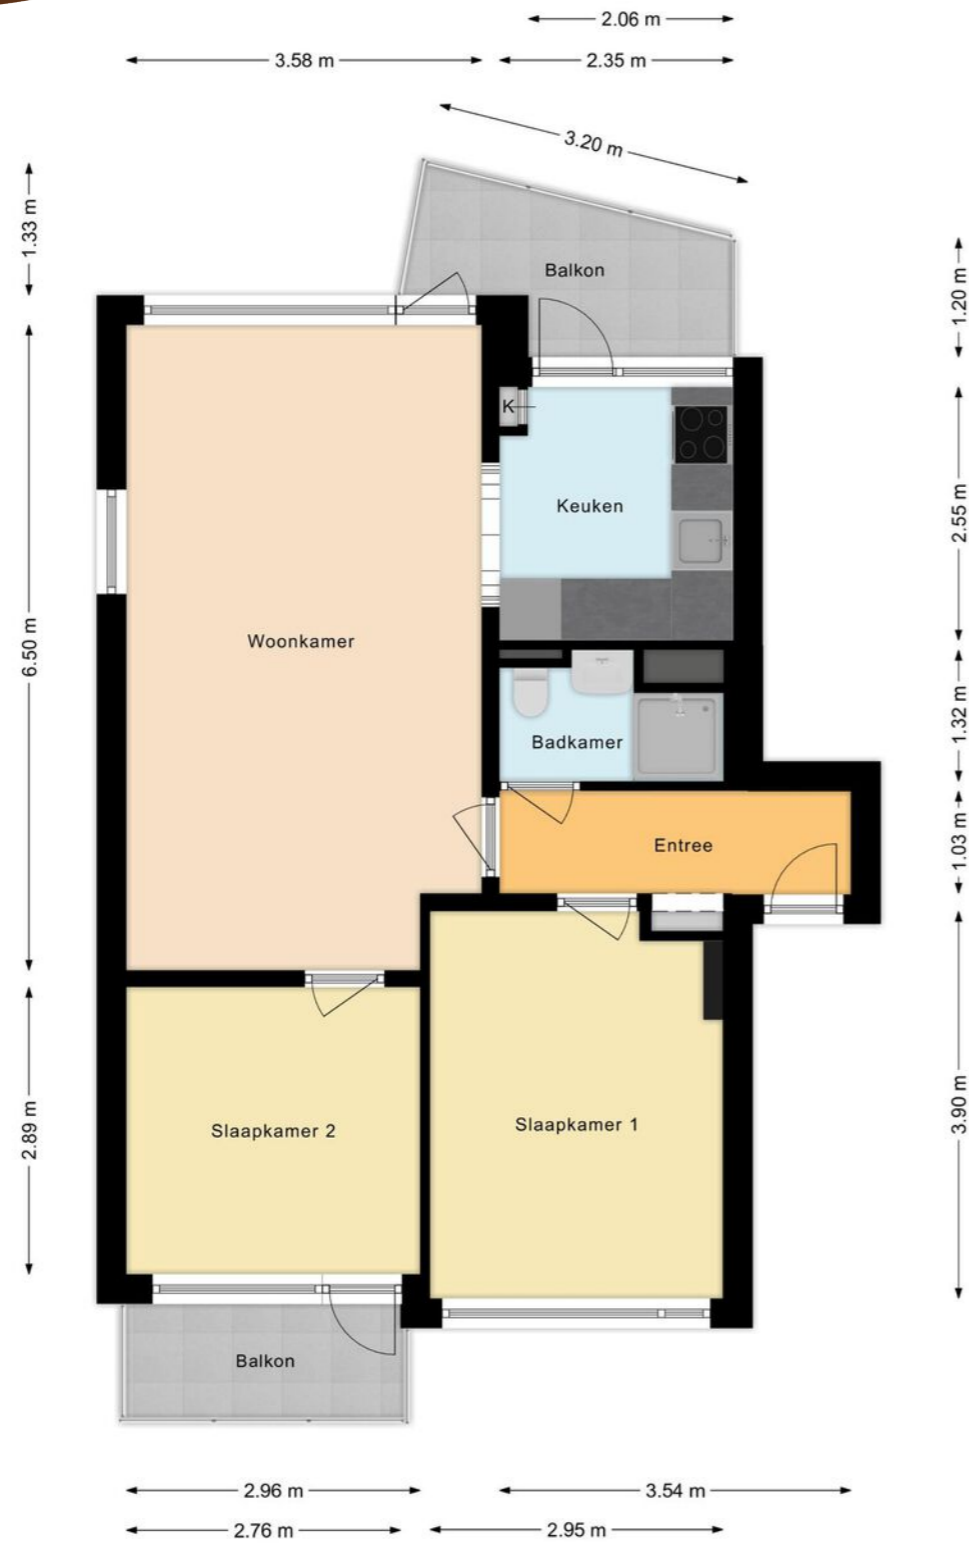 2.06 m
3.58 m
2.35 m
3.20 m
1.33 m
Balkon
1.20 m
K
Keuken
2.55 m
Woonkamer
6.50 m
1.32 m
Badkamer
Entree
1.03 m
Slaapkamer 2
Slaapkamer 1
2.89 m
3.90 m
Balkon
2.96 m
3.54 m
2.76 m
2.95 m